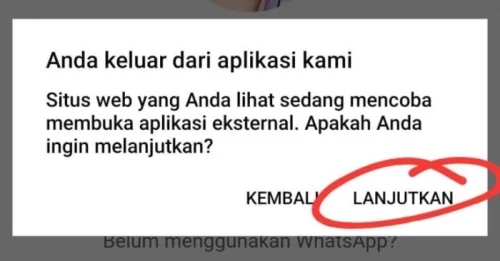 Anda keluar dari aplikasi kami
Situs web yang Anda lihat sedang mencoba
membuka aplikasi eksternal. Apakah Anda
ingin melanjutkan?
KEMBALI LANJUTKAN
Belum menggunakan WhatsApp?